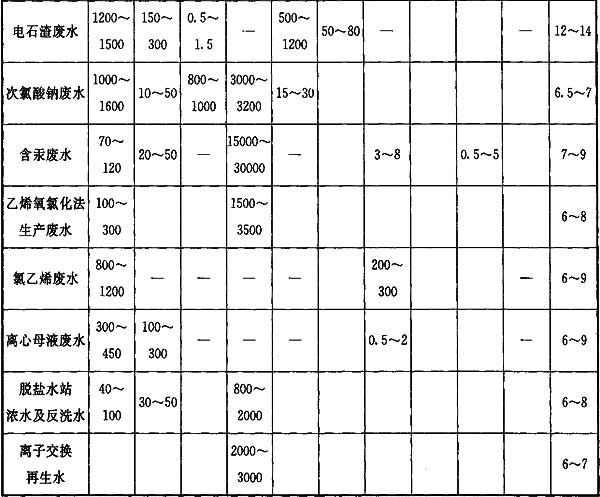 电石渣废水 1200～1500 150～300 0.5～1.5 — 500～1200 50～80 — — 12～14
次氯酸钠废水 1000～1600 10～50 800～1000 3000～3200 15～30 6.5～7
含汞废水 70～120 20～50 — 15000～30000 — 3～8 0.5～5 7～9
乙烯氧氯化法生产废水 100～300 1500～3500 6～8
氯乙烯废水 800～1200 — — — — 200～300 — 6～9
离心母液废水 300～450 100～300 — — — 0.5～2 — 6～9
脱盐水站浓水及反洗水 40～100 30～50 800～2000 6～8
离子交换再生水 2000～3000 6～7